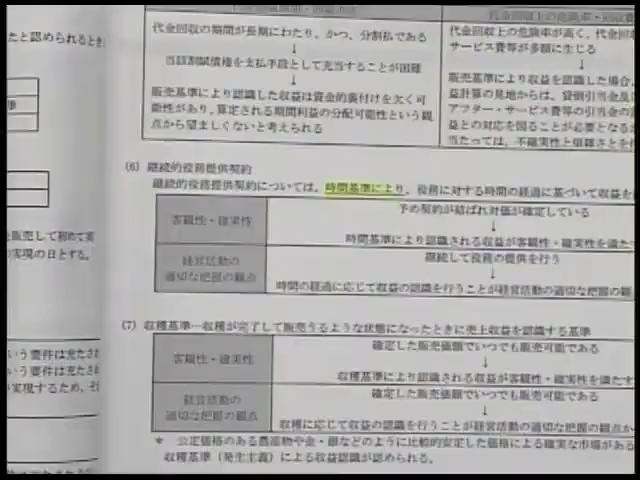 たと認められるとき
準
販売して初めて実
の実現の日とする。
いう要件は充たされ
いう要件は充たされ
実現するため、そ
代金回収上の危険率
代金回収の期間が長期にわたり、かつ、分割払である
↓
当該割賦債権を支払手段として充当することが困難
↓
販売基準により認識した収益は資金的裏付けを欠く可
能性があり、算定される期間利益の分配可能性という観
点から望ましくないと考えられる
代金回収上の危険率が高く、代金
サービス費等が多額に生じる
↓
販売基準により収益を認識した場合、
益計算の見地からは、貸倒引当金及び
アフター・サービス費等の引当金の
益との対応を図ることが必要となる
当たっては、不確実性と煩雑さとを伴
(6) 継続的役務提供契約
継続的役務提供契約については、時間基準により、役務に対する時間の経過に基づいて収益を
客観性・確実性
予め契約が結ばれ対価が確定している
↓
時間基準により認識される収益が客観性・確実性を満た
経営活動の
適切な把握の観点
継続して役務の提供を行う
↓
時間の経過に応じて収益の認識を行うことが経営活動の適切な把握の観
(7) 収穫基準…収穫が完了して販売うるような状態になったときに売上収益を認識する基準
客観性・確実性
確定した販売価額でいつでも販売可能である
↓
収穫基準により認識される収益が客観性・確実性を満たす
経営活動の
適切な把握の観点
確定した販売価額でいつでも販売可能である
↓
収穫に応じて収益の認識を行うことが経営活動の適切な把握の観点か
＊ 公定価格のある農産物や金・銀などのように比較的安定した価格による確実な市場がある
収穫基準（発生主義）による収益認識が認められる。